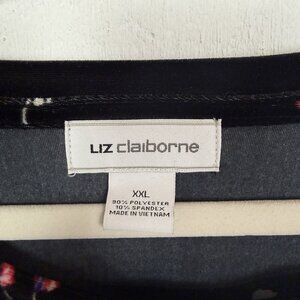 LIZ claiborne
XXL
90% POLYESTER
10% SPANDEX
MADE IN VIETNAM